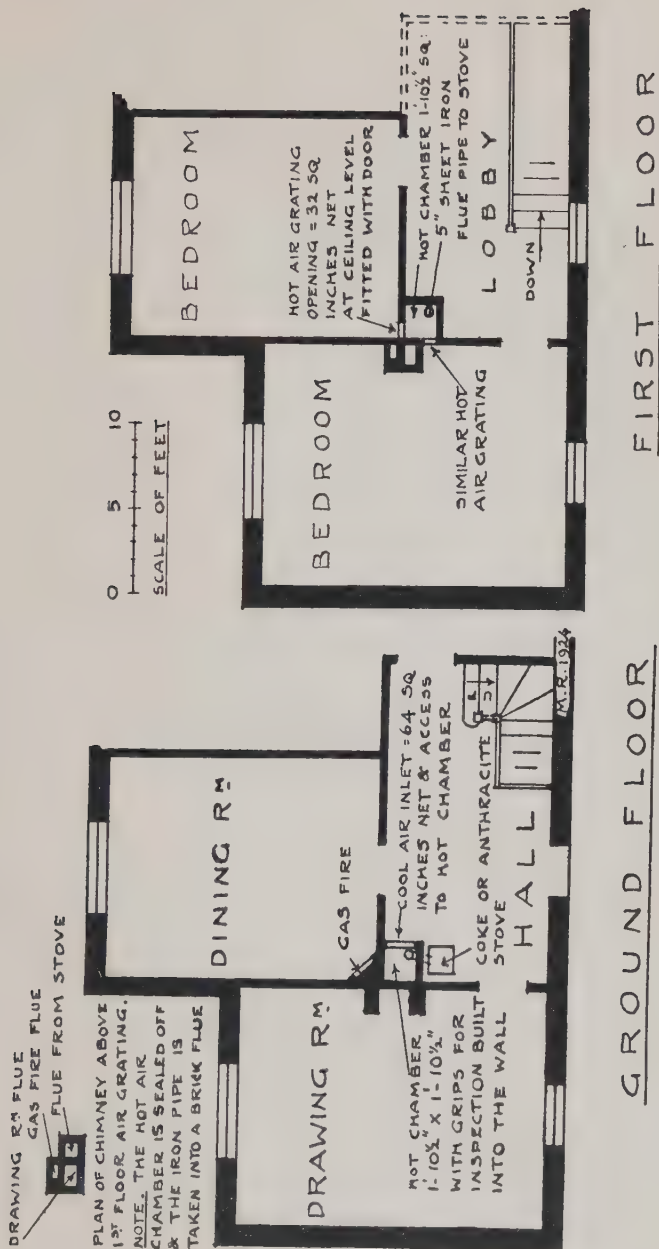 DRAWING RM FLUE
GAS FIRE FLUE
FLUE FROM STOVE
PLAN OF CHIMNEY ABOVE
1ST FLOOR AIR GRATING.
NOTE. THE HOT AIR
CHAMBER IS SEALED OFF
& THE IRON PIPE IS
TAKEN INTO A BRICK FLUE
DINING RM
GAS FIRE
COOL AIR INLET = 64 SQ
INCHES NET & ACCESS
TO HOT CHAMBER
DRAWING RM
HOT CHAMBER
1'-10½" X 1'-10½"
WITH GRIPS FOR
INSPECTION BUILT
INTO THE WALL
COKE OR ANTHRACITE
STOVE
HALL
U
M.R. 1924
GROUND FLOOR
0 5 10
SCALE OF FEET
BEDROOM
HOT AIR GRATING
OPENING = 32 SQ
INCHES NET
AT CEILING LEVEL
FITTED WITH DOOR
HOT CHAMBER 1'-10½" SQ:
5" SHEET IRON
FLUE PIPE TO STOVE
BEDROOM
SIMILAR HOT
AIR GRATING
LOBBY
DOWN
FIRST FLOOR